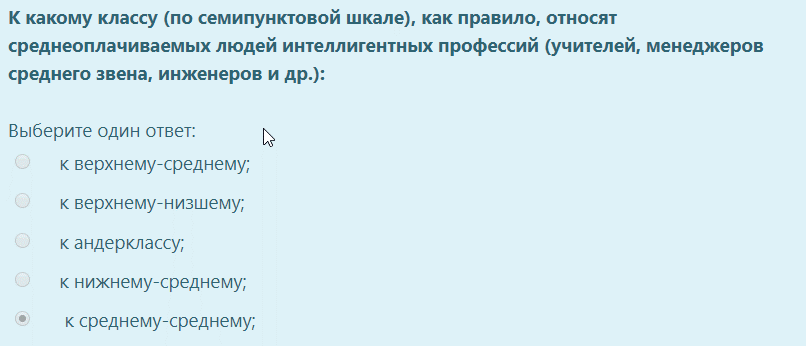 К какому классу (по семипунктовой шкале), как правило, относят
среднеоплачиваемых людей интеллигентных профессий (учителей, менеджеров
среднего звена, инженеров и др.):
Выберите один ответ:
к верхнему-среднему;
к верхнему-низшему;
к андерклассу;
к нижнему-среднему;
к среднему-среднему;